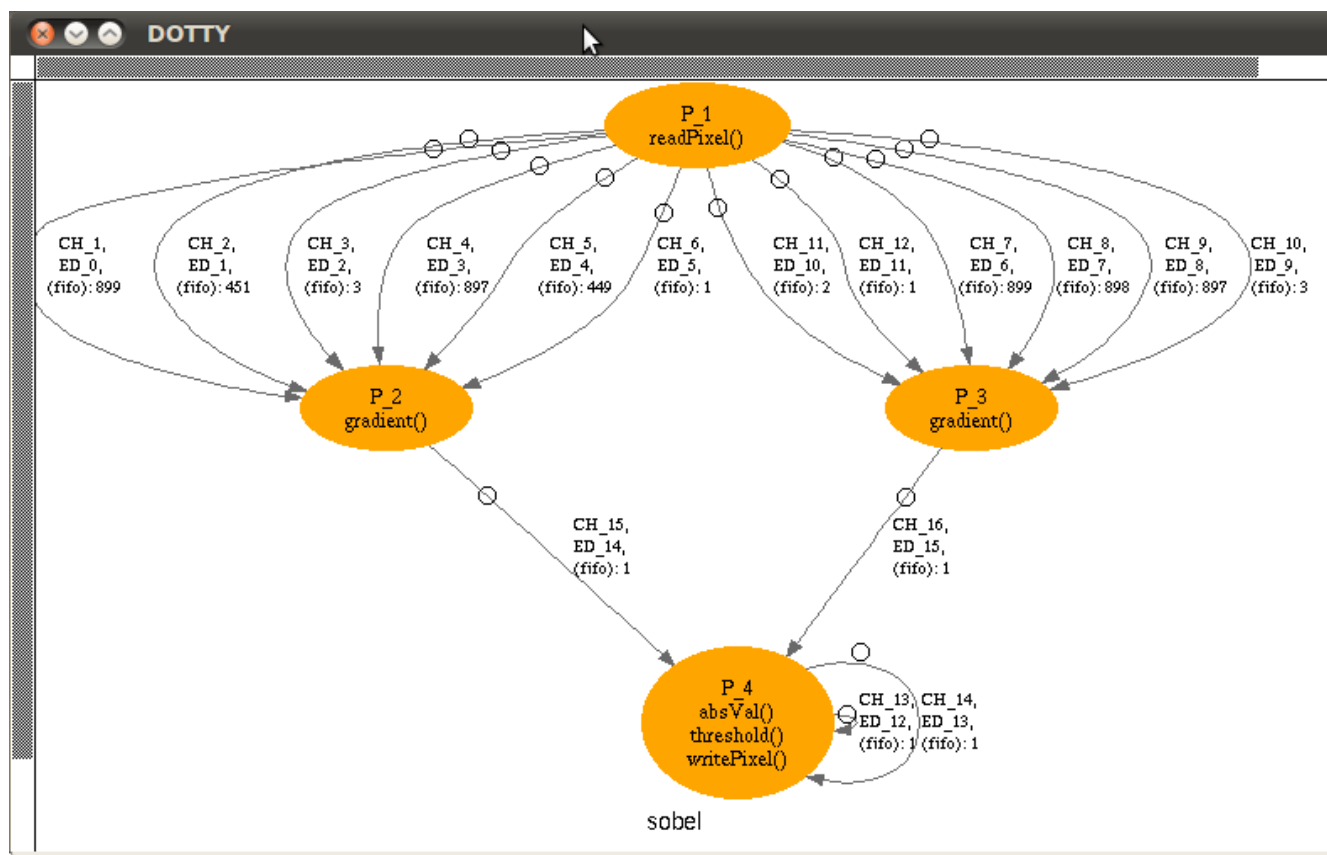 DOTTY
P_1
readPixel()
CH_1,
ED_0,
(fifo): 899
CH_2,
ED_1,
(fifo): 451
CH_3,
ED_2,
(fifo): 3
CH_4,
ED_3,
(fifo): 897
CH_5,
ED_4,
(fifo): 449
CH_6,
ED_5,
(fifo): 1
CH_11,
ED_10,
(fifo): 2
CH_12,
ED_11,
(fifo): 1
CH_7,
ED_6,
(fifo): 899
CH_8,
ED_7,
(fifo): 898
CH_9,
ED_8,
(fifo): 897
CH_10,
ED_9,
(fifo): 3
P_2
gradient()
P_3
gradient()
CH_15,
ED_14,
(fifo): 1
CH_16,
ED_15,
(fifo): 1
P_4
absVal()
threshold()
writePixel()
CH_13,
ED_12,
(fifo): 1
CH_14,
ED_13,
(fifo): 1
sobel